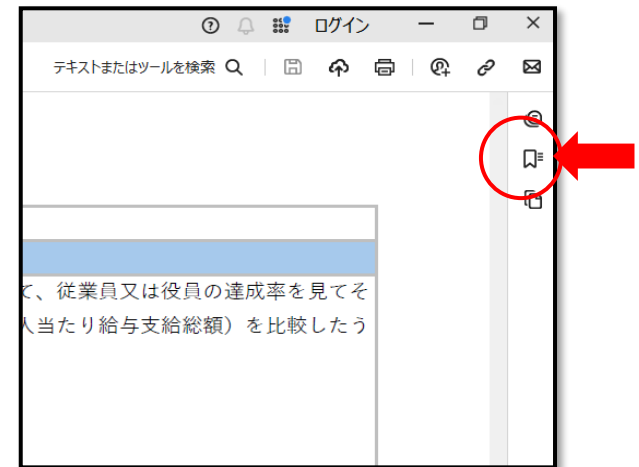 ログイン
テキストまたはツールを検索
て、従業員又は役員の達成率を見てそ
人当たり給与支給総額）を比較したう